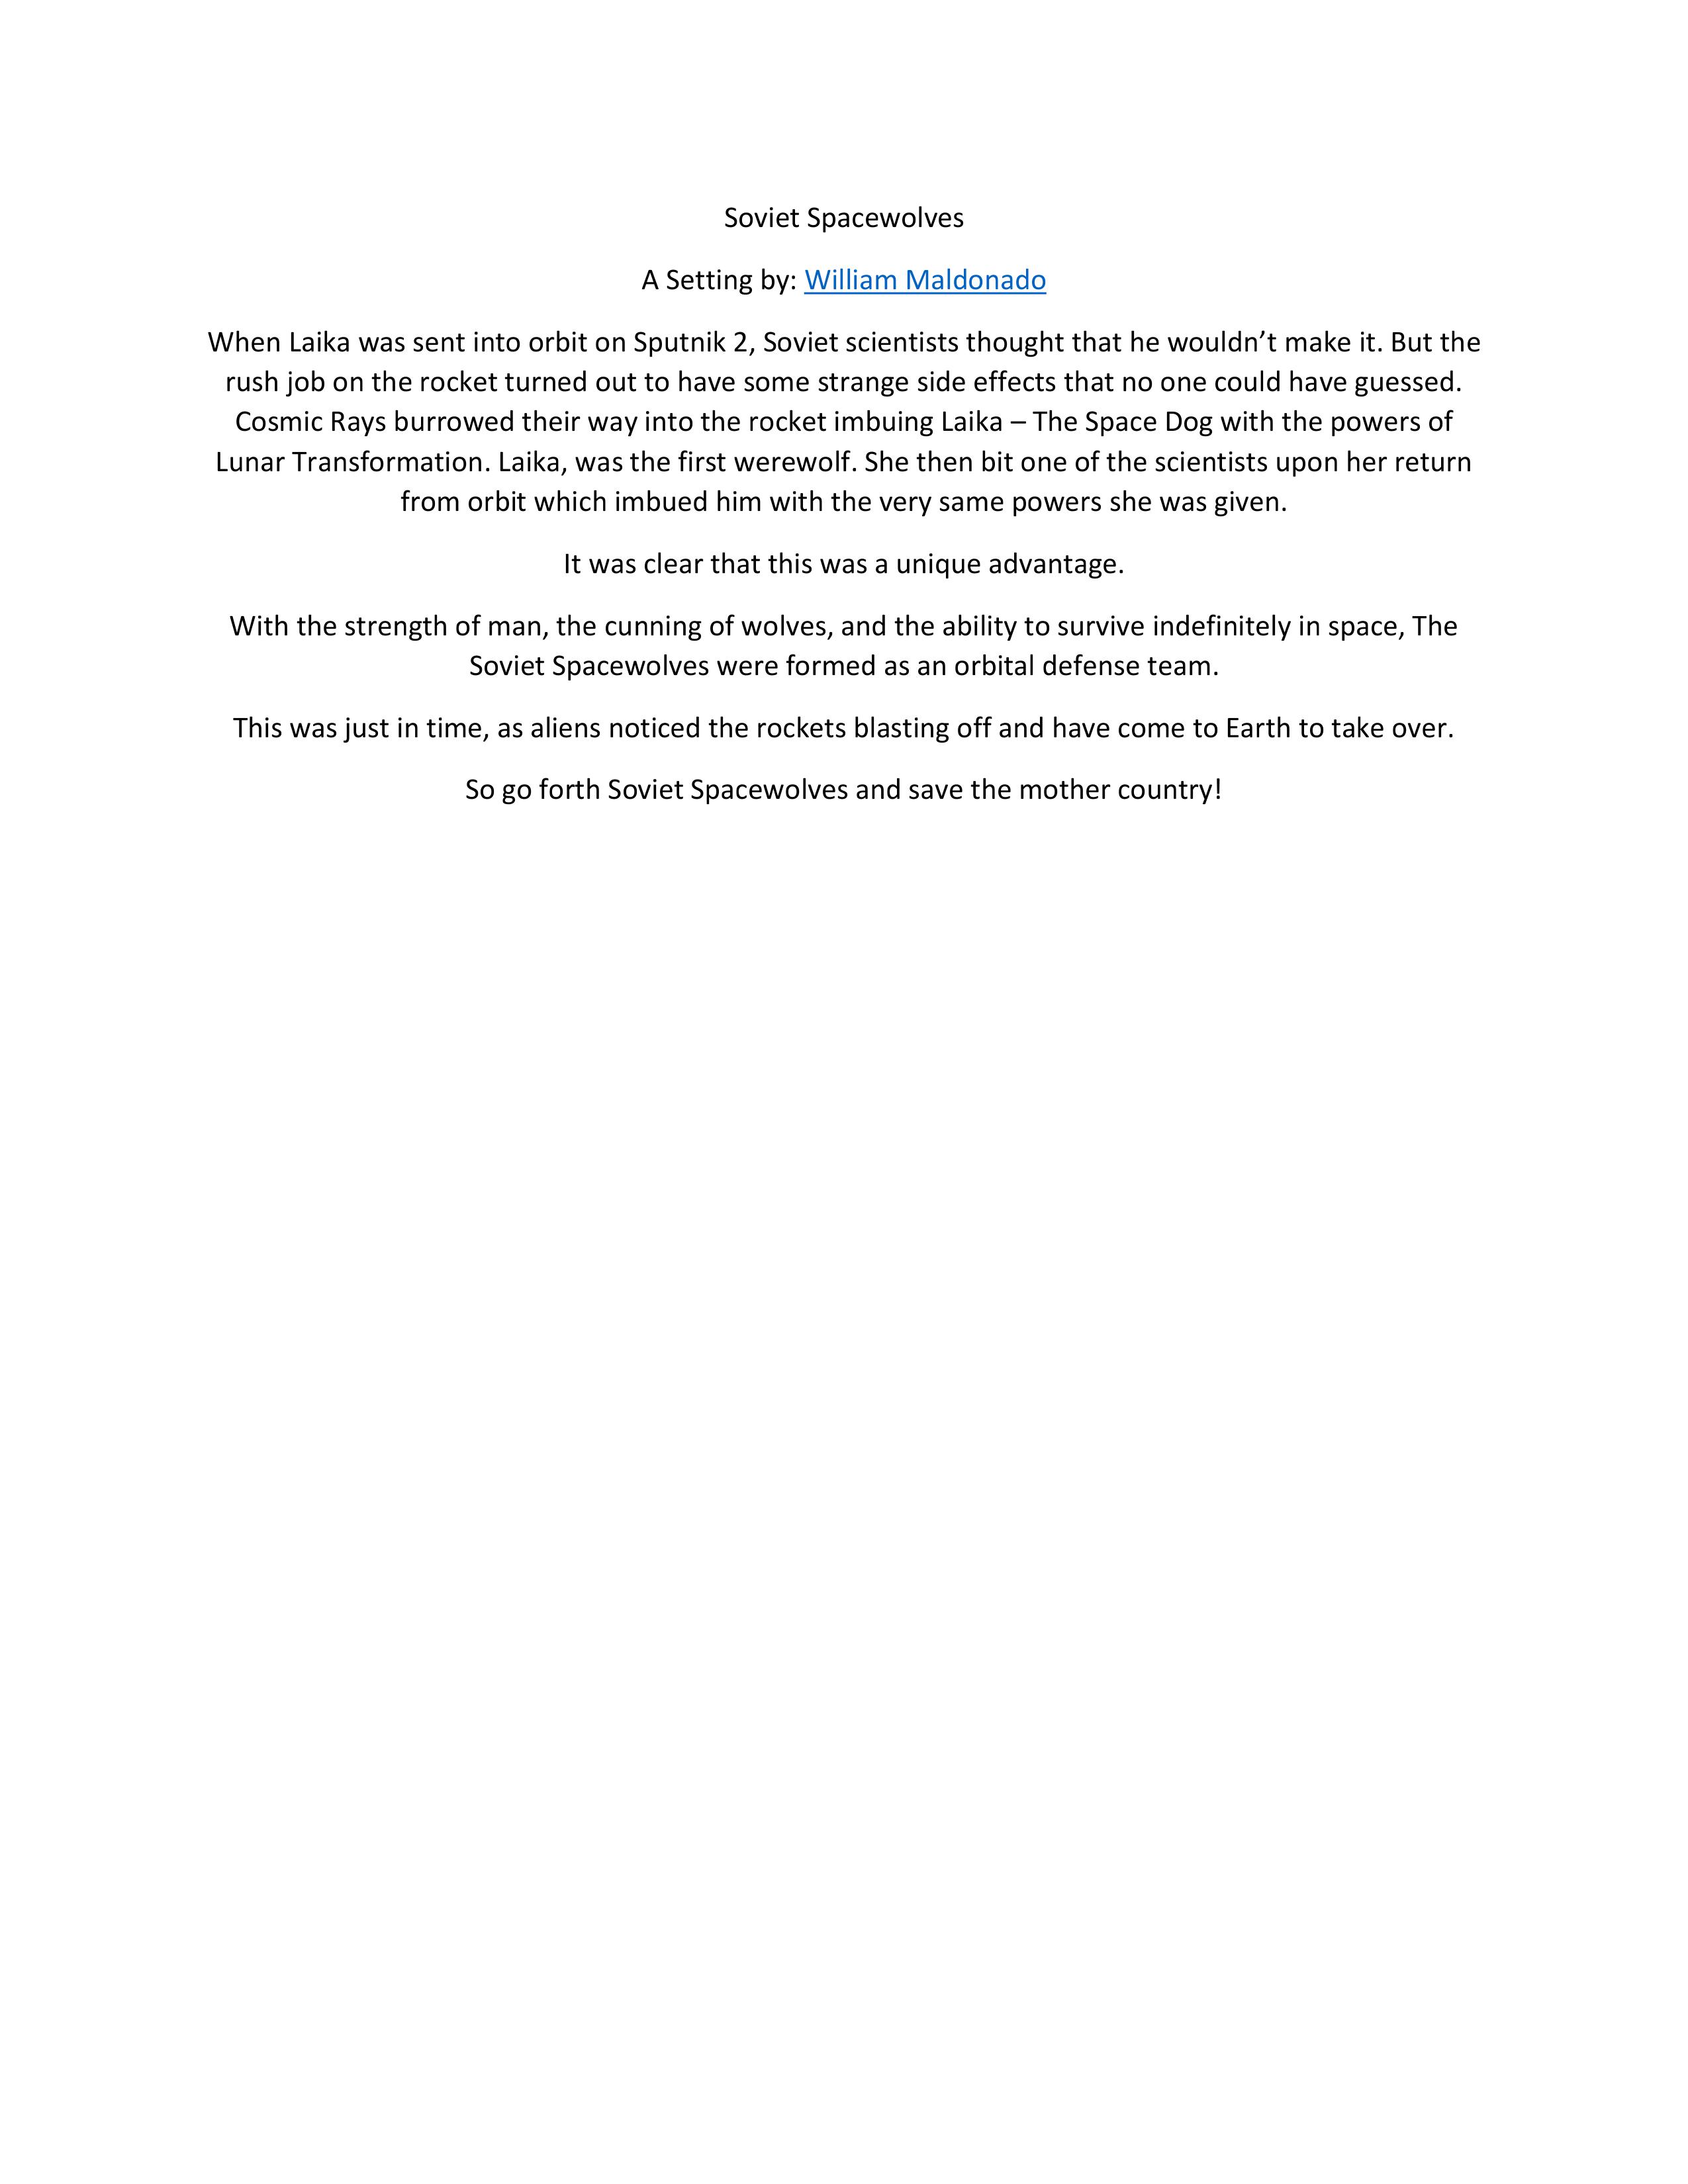 Soviet Spacewolves
A Setting by: William Maldonado
When Laika was sent into orbit on Sputnik 2, Soviet scientists thought that he wouldn’t make it. But the
rush job on the rocket turned out to have some strange side effects that no one could have guessed.
Cosmic Rays burrowed their way into the rocket imbuing Laika – The Space Dog with the powers of
Lunar Transformation. Laika, was the first werewolf. She then bit one of the scientists upon her return
from orbit which imbued him with the very same powers she was given.
It was clear that this was a unique advantage.
With the strength of man, the cunning of wolves, and the ability to survive indefinitely in space, The
Soviet Spacewolves were formed as an orbital defense team.
This was just in time, as aliens noticed the rockets blasting off and have come to Earth to take over.
So go forth Soviet Spacewolves and save the mother country!